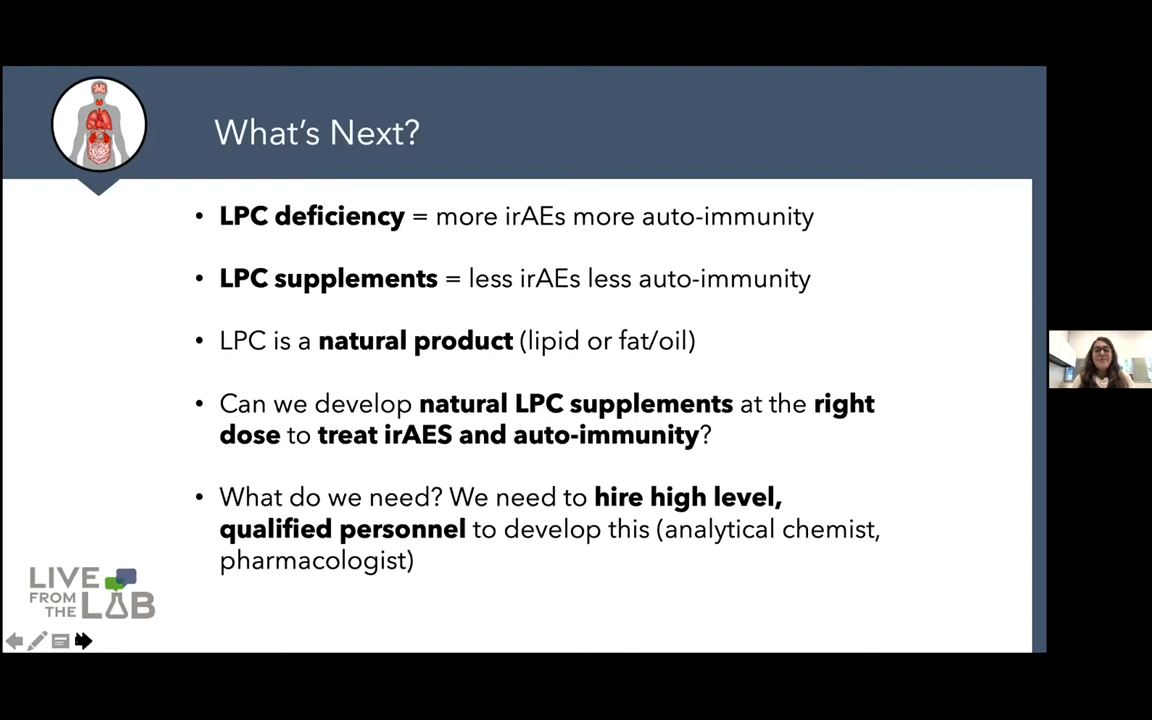 What's Next?
• LPC deficiency = more irAEs more auto-immunity
• LPC supplements = less irAEs less auto-immunity
• LPC is a natural product (lipid or fat/oil)
• Can we develop natural LPC supplements at the right
dose to treat irAES and auto-immunity?
• What do we need? We need to hire high level,
qualified personnel to develop this (analytical chemist,
pharmacologist)
LIVE
FROM
THE LAB